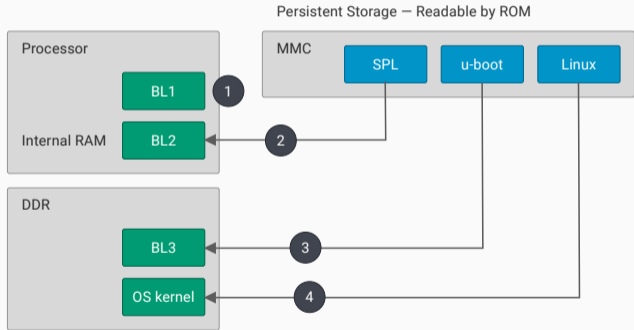 Persistent Storage — Readable by ROM
Processor
MMC
SPL
u-boot
Linux
BL1
1
Internal RAM
BL2
2
DDR
BL3
3
OS kernel
4